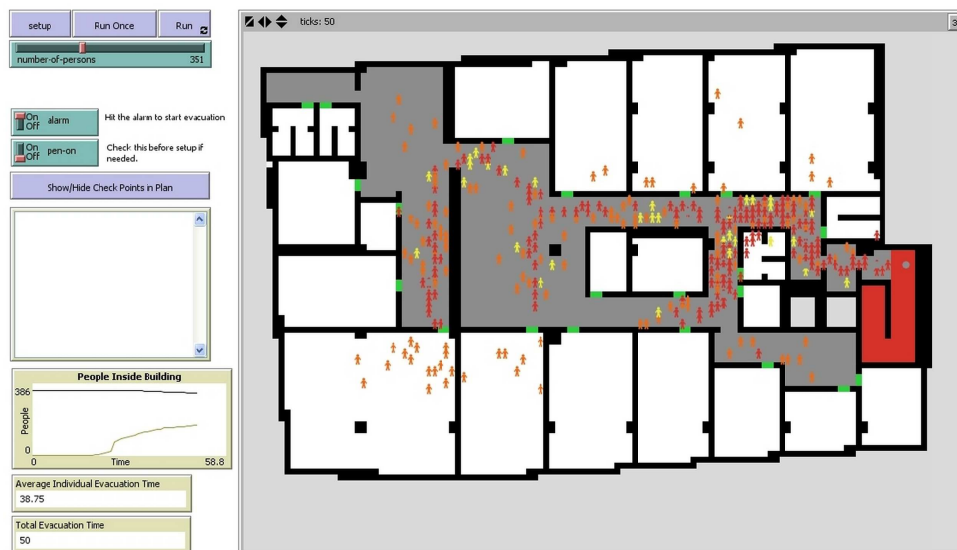 setup
Run Once
Run
number-of-persons 351
On
Off
alarm
Hit the alarm to start evacuation
On
Off
pen-on
Check this before setup if
needed.
Show/Hide Check Points in Plan
People Inside Building
386
People
0
0
Time
58.8
Average Individual Evacuation Time
38.75
Total Evacuation Time
50
ticks: 50